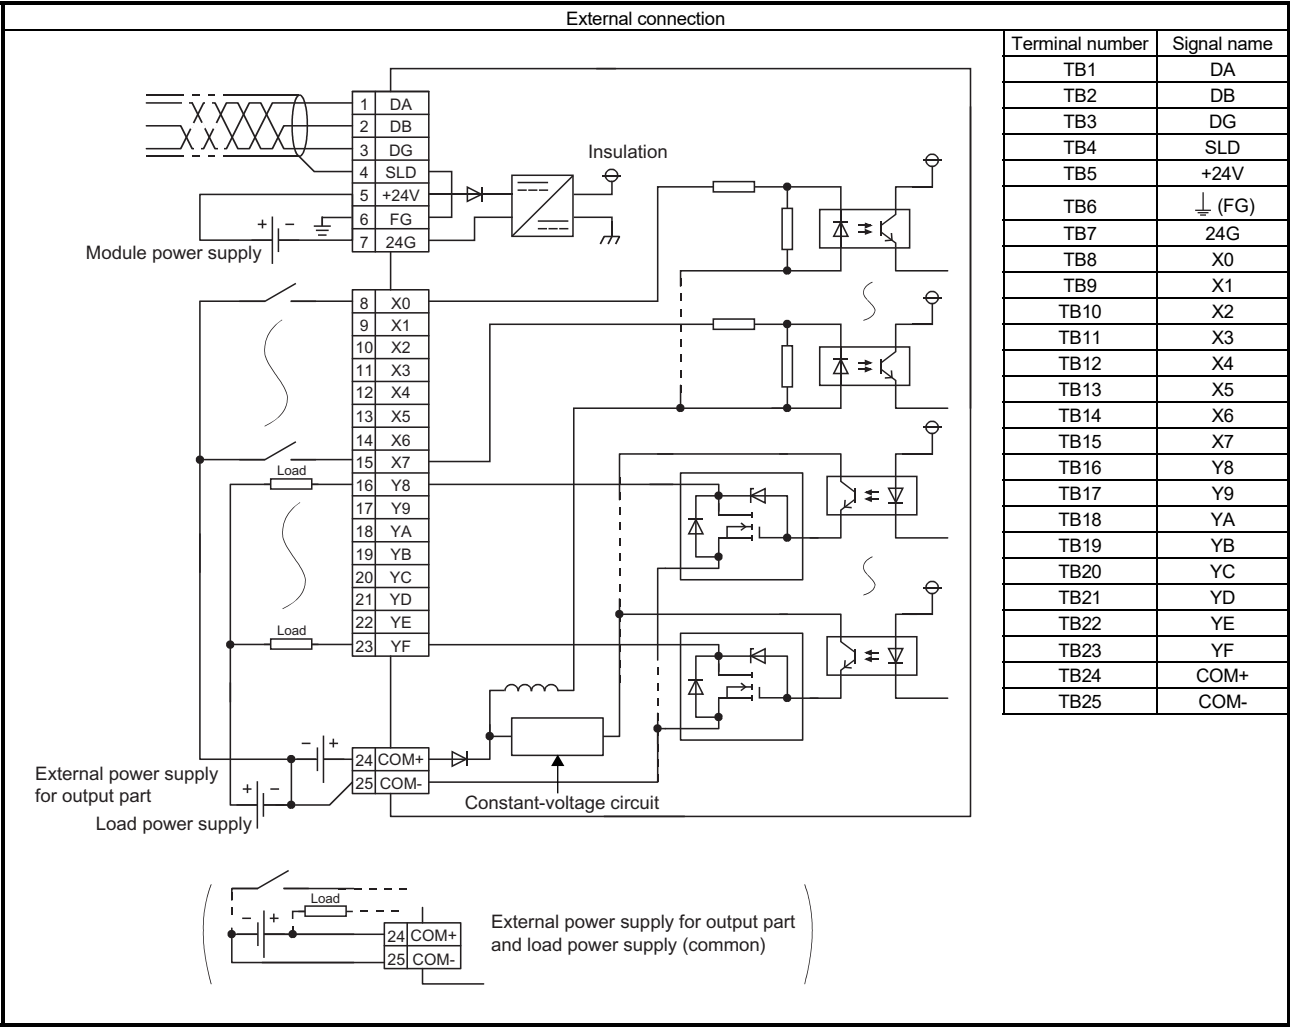 External connection
Terminal number Signal name
TB1 DA
TB2 DB
TB3 DG
TB4 SLD
TB5 +24V
TB6 ⏚ (FG)
TB7 24G
TB8 X0
TB9 X1
TB10 X2
TB11 X3
TB12 X4
TB13 X5
TB14 X6
TB15 X7
TB16 Y8
TB17 Y9
TB18 YA
TB19 YB
TB20 YC
TB21 YD
TB22 YE
TB23 YF
TB24 COM+
TB25 COM-
1 DA
2 DB
3 DG
4 SLD
5 +24V
6 FG
7 24G
Insulation
+ −
Module power supply
8 X0
9 X1
10 X2
11 X3
12 X4
13 X5
14 X6
15 X7
Load
16 Y8
17 Y9
18 YA
19 YB
20 YC
21 YD
22 YE
Load
23 YF
− +
24 COM+
25 COM-
External power supply
for output part
+ −
Load power supply
Constant-voltage circuit
Load
− +
24 COM+
25 COM-
External power supply for output part
and load power supply (common)